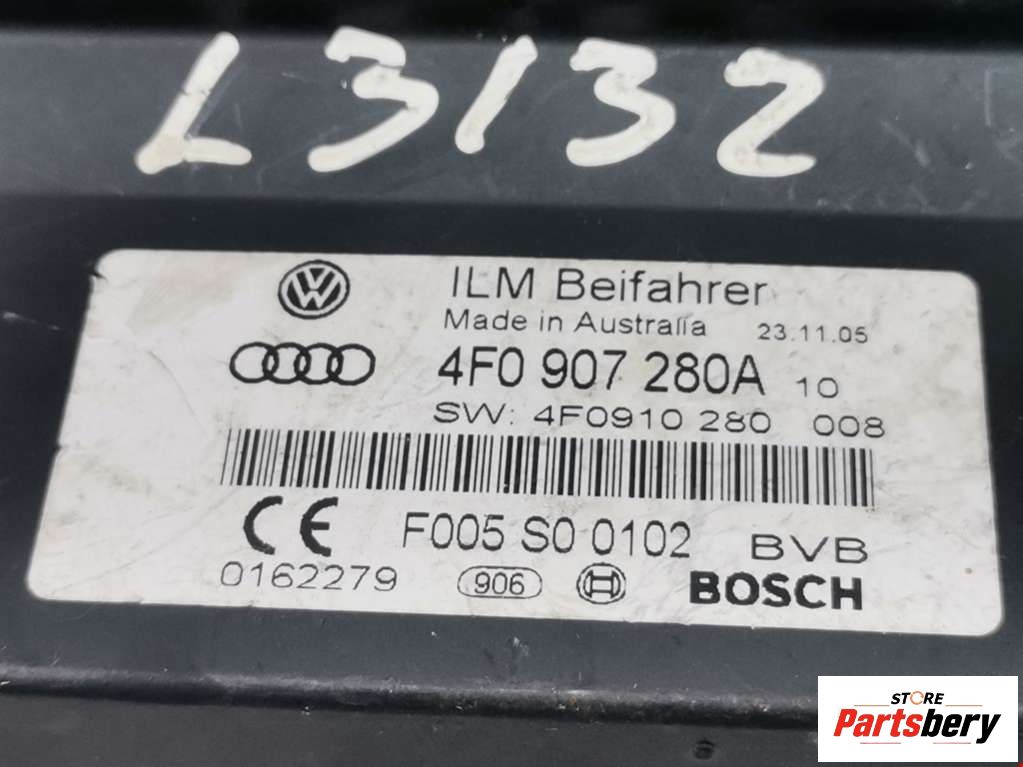 L3132
ILM Beifahrer
Made in Australia 23.11.05
4F0 907 280A 10
SW: 4F0910 280 008
CE F005 S0 0102 BVB
0162279 906 BOSCH
STORE
Partsbery